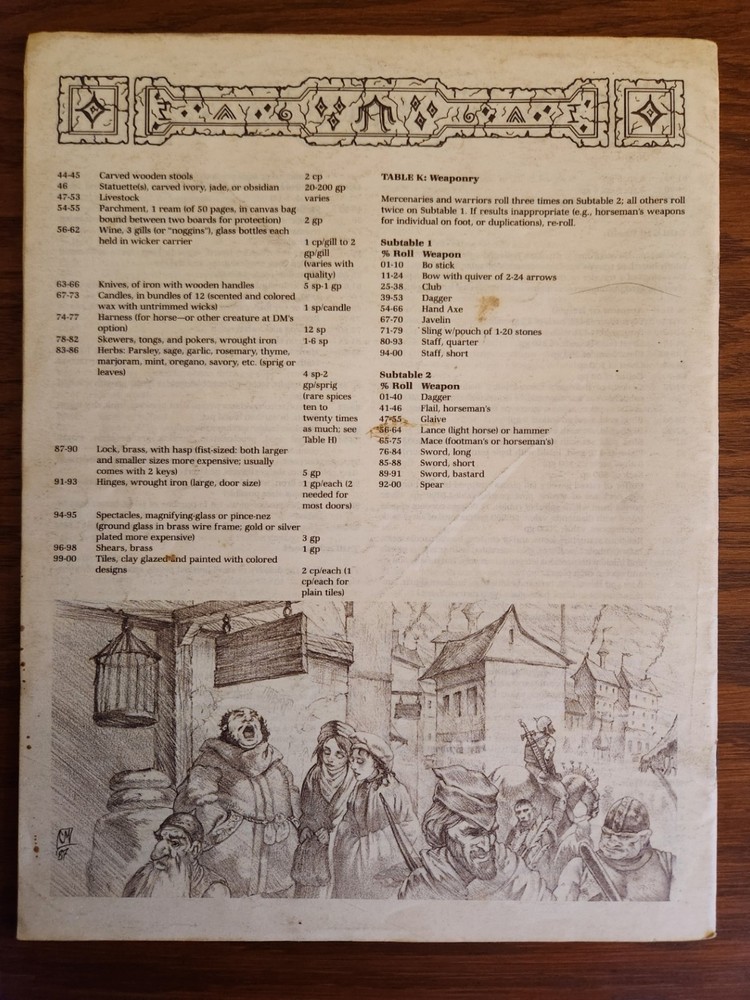 44-45 Carved wooden stools 2 cp
46 Statuette(s), carved ivory, jade, or obsidian 20-200 gp
47-53 Livestock varies
54-55 Parchment, 1 ream (of 50 pages, in canvas bag
bound between two boards for protection) 2 gp
56-62 Wine, 3 gills (or "noggins"), glass bottles each
held in wicker carrier 1 cp/gill to 2
gp/gill
(varies with
quality)
63-66 Knives, of iron with wooden handles 5 sp-1 gp
67-73 Candles, in bundles of 12 (scented and colored
wax with untrimmed wicks) 1 sp/candle
74-77 Harness (for horse—or other creature at DM's
option) 12 sp
78-82 Skewers, tongs, and pokers, wrought iron 1-6 sp
83-86 Herbs: Parsley, sage, garlic, rosemary, thyme,
marjoram, mint, oregano, savory, etc. (sprig or
leaves) 4 sp-2
gp/sprig
(rare spices
ten to
twenty times
as much; see
Table H)
87-90 Lock, brass, with hasp (fist-sized: both larger
and smaller sizes more expensive; usually
comes with 2 keys) 5 gp
91-93 Hinges, wrought iron (large, door size) 1 gp/each (2
needed for
most doors)
94-95 Spectacles, magnifying-glass or pince-nez
(ground glass in brass wire frame; gold or silver
plated more expensive) 3 gp
96-98 Shears, brass 1 gp
99-00 Tiles, clay glazed and painted with colored
designs 2 cp/each (1
cp/each for
plain tiles)
TABLE K: Weaponry
Mercenaries and warriors roll three times on Subtable 2; all others roll
twice on Subtable 1. If results inappropriate (e.g., horseman's weapons
for individual on foot, or duplications), re-roll.
Subtable 1
% Roll Weapon
01-10 Bo stick
11-24 Bow with quiver of 2-24 arrows
25-38 Club
39-53 Dagger
54-66 Hand Axe
67-70 Javelin
71-79 Sling w/pouch of 1-20 stones
80-93 Staff, quarter
94-00 Staff, short
Subtable 2
% Roll Weapon
01-40 Dagger
41-46 Flail, horseman's
47-55 Glaive
56-64 Lance (light horse) or hammer
65-75 Mace (footman's or horseman's)
76-84 Sword, long
85-88 Sword, short
89-91 Sword, bastard
92-00 Spear
87